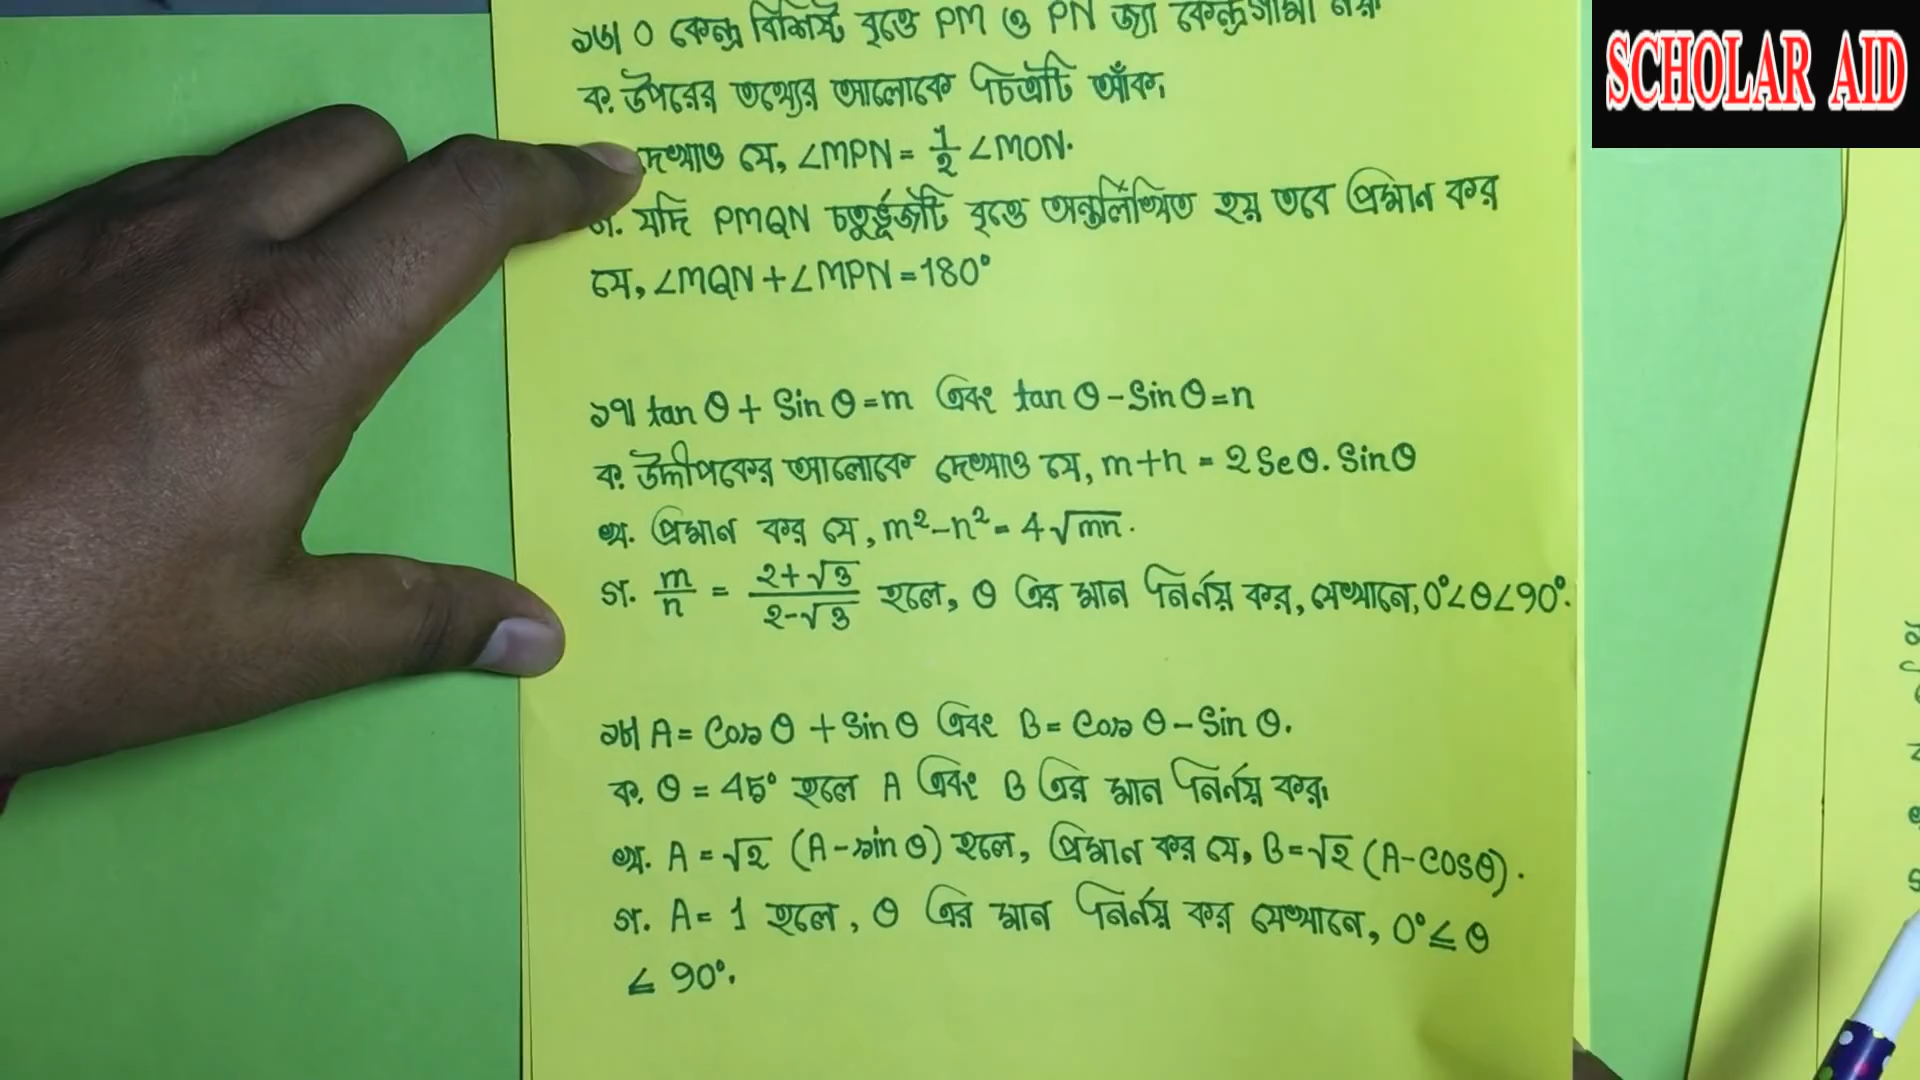 SCHOLAR AID
১৬। O কেন্দ্র বিশিষ্ট বৃত্তে PM ও PN জ্যা কেন্দ্রগামী নয়
ক. উপরের তথ্যের আলোকে চিত্রটি আঁক।
দেখাও যে, ∠MPN = 1/2 ∠MON.
গ. যদি PMQN চতুর্ভূজটি বৃত্তে অন্তর্লিখিত হয় তবে প্রমান কর
যে, ∠MQN + ∠MPN = 180°
১৭। tan θ + Sin θ = m এবং tan θ - Sin θ = n
ক. উদ্দীপকের আলোকে দেখাও যে, m+n = 2 Seθ. Sinθ
খ. প্রমান কর যে, m² - n² = 4√mn.
গ. m/n = 2+√3/2-√3 হলে, θ এর মান নির্নয় কর, যেখানে, 0°<θ<90°.
১৮। A = Cos θ + Sin θ এবং B = Cos θ - Sin θ.
ক. θ = 45° হলে A এবং B এর মান নির্নয় কর।
খ. A = √2 (A - sin θ) হলে, প্রমান কর যে, B = √2 (A - COSθ).
গ. A = 1 হলে, θ এর মান নির্নয় কর যেখানে, 0° ≤ θ
≤ 90°.